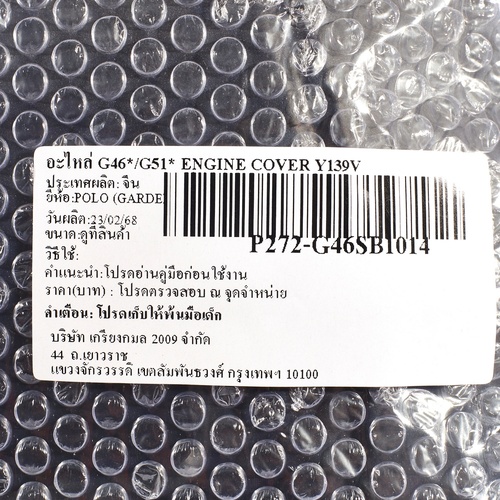 อะไหล่ G46*/G51* ENGINE COVER Y139V
ประเทศผลิต: จีน
ยี่ห้อ:POLO (GARDE
วันผลิต:23/02/68
ขนาด:ดูที่สินค้า
P272-G46SB1014
วิธีใช้:
คำแนะนำ:โปรดอ่านคู่มือก่อนใช้งาน
ราคา(บาท) : โปรดตรวจสอบ ณ จุดจำหน่าย
คำเตือน: โปรดเก็บให้พ้นมือเด็ก
บริษัท เกรียงกมล 2009 จำกัด
44 ถ.เยาวราช
แขวงจักรวรรดิ์ เขตสัมพันธวงศ์ กรุงเทพฯ 10100